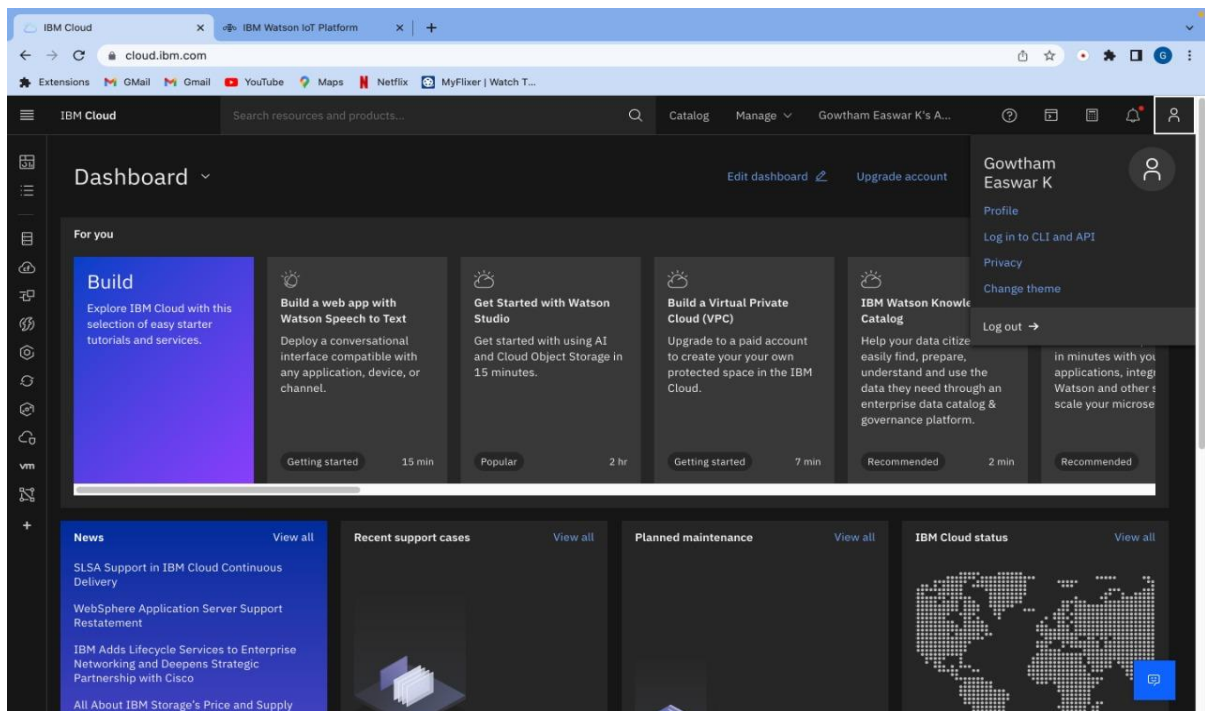 IBM Cloud
IBM Watson IoT Platform
cloud.ibm.com
G
Extensions
GMail
Gmail
YouTube
Maps
Netflix
MyFlixer | Watch T...
IBM Cloud
Search resources and products...
Catalog
Manage
Gowtham Easwar K's A...
Dashboard
Edit dashboard
Upgrade account
Gowtham
Easwar K
Profile
Log in to CLI and API
Privacy
Change theme
Log out →
For you
Build
Explore IBM Cloud with this
selection of easy starter
tutorials and services.
Build a web app with
Watson Speech to Text
Deploy a conversational
interface compatible with
any application, device, or
channel.
Getting started
15 min
Get Started with Watson
Studio
Get started with using AI
and Cloud Object Storage in
15 minutes.
Popular
2 hr
Build a Virtual Private
Cloud (VPC)
Upgrade to a paid account
to create your your own
protected space in the IBM
Cloud.
Getting started
7 min
IBM Watson Knowle
Catalog
Help your data citize
easily find, prepare,
understand and use the
data they need through an
enterprise data catalog &
governance platform.
Recommended
2 min
in minutes with you
applications, integ
Watson and other s
scale your microse
Recommended
vm
News
View all
SLSA Support in IBM Cloud Continuous
Delivery
WebSphere Application Server Support
Restatement
IBM Adds Lifecycle Services to Enterprise
Networking and Deepens Strategic
Partnership with Cisco
All About IBM Storage's Price and Supply
Recent support cases
View all
Planned maintenance
View all
IBM Cloud status
View all